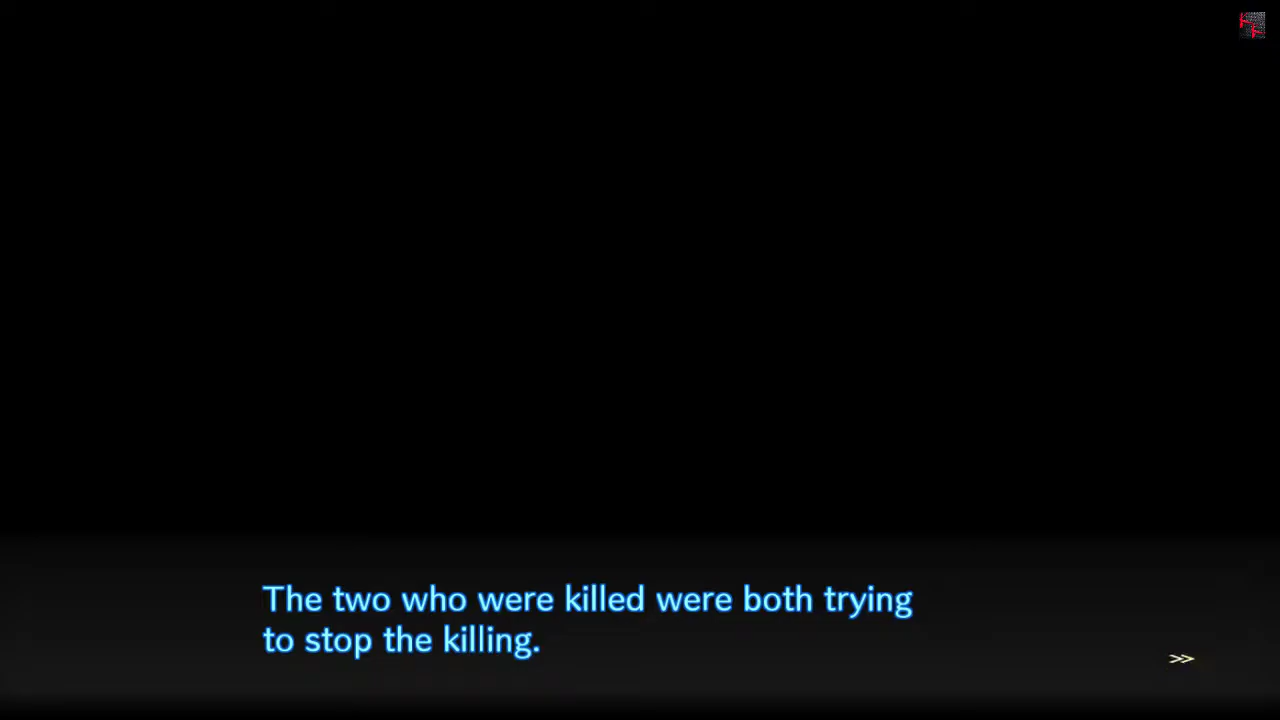 The two who were killed were both trying
to stop the killing.